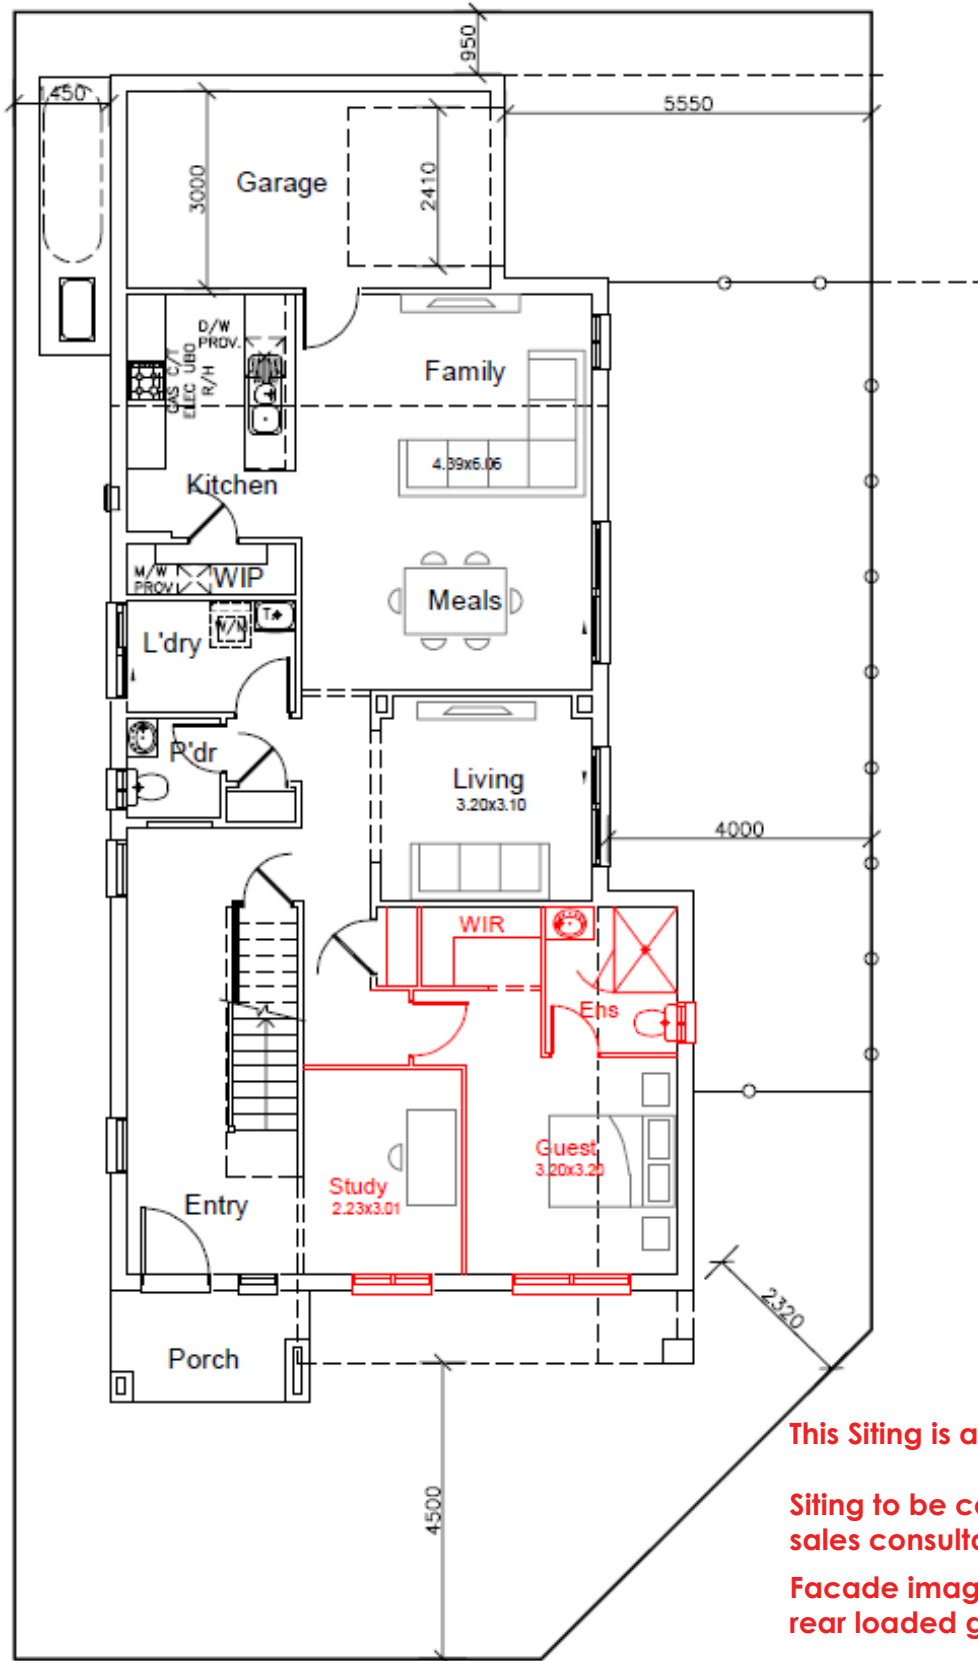 950
1450
5550
3000
Garage
2410
D/W
PROV.
GAS C/T
ELEC UBO
R/H
Family
4.39x6.06
Kitchen
M/W
PROV.
WIP
Meals
L'dry
W/M
P'dr
Living
3.20x3.10
4000
WIR
Ens
Guest
3.20x3.20
Study
2.23x3.01
Entry
2320
Porch
4500
This Siting is a
Siting to be c
sales consult
Facade imag
rear loaded g